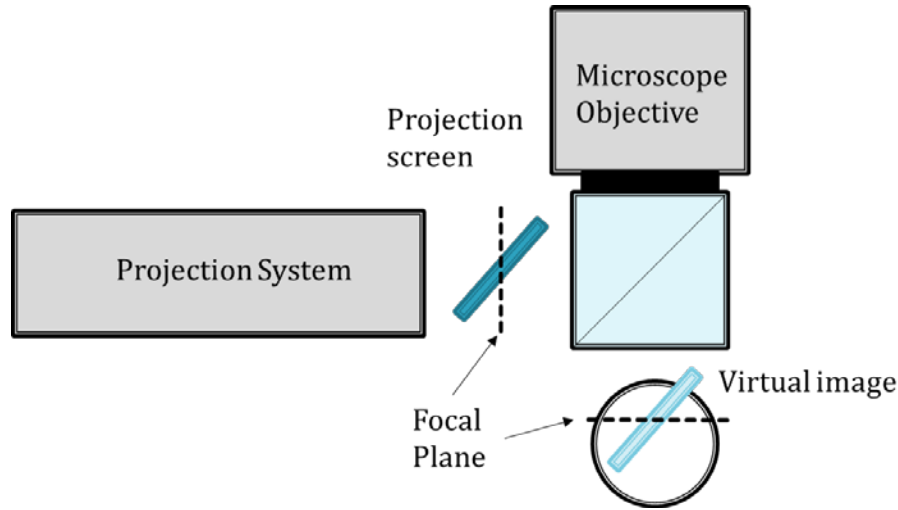 Microscope
Objective
Projection
screen
Projection System
Virtual image
Focal
Plane